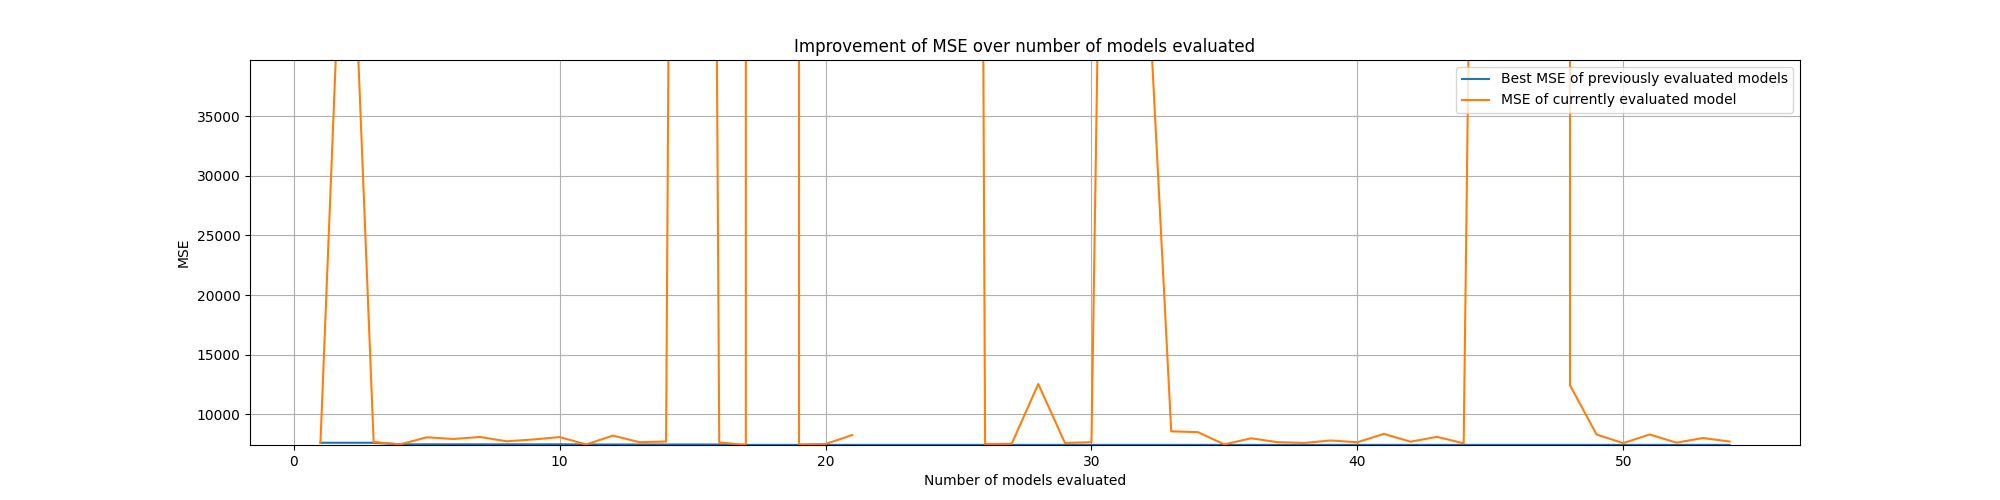 Improvement of MSE over number of models evaluated
Best MSE of previously evaluated models
MSE of currently evaluated model
35000
30000
25000
20000
15000
10000
MSE
0 10 20 30 40 50
Number of models evaluated